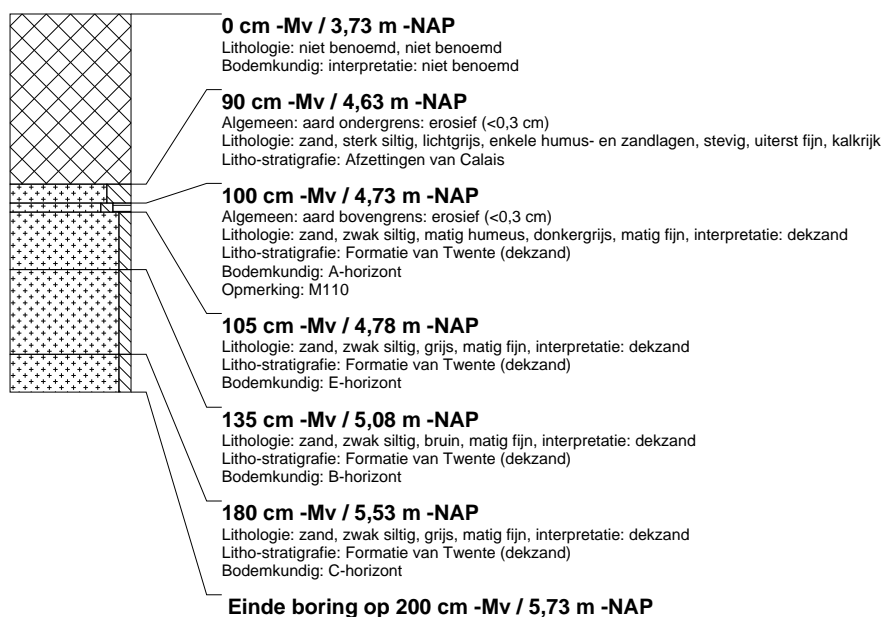 0 cm -Mv / 3,73 m -NAP
Lithologie: niet benoemd, niet benoemd
Bodemkundig: interpretatie: niet benoemd
90 cm -Mv / 4,63 m -NAP
Algemeen: aard ondergrens: erosief (<0,3 cm)
Lithologie: zand, sterk siltig, lichtgrijs, enkele humus- en zandlagen, stevig, uiterst fijn, kalkrijk
Litho-stratigrafie: Afzettingen van Calais
100 cm -Mv / 4,73 m -NAP
Algemeen: aard bovengrens: erosief (<0,3 cm)
Lithologie: zand, zwak siltig, matig humeus, donkergrijs, matig fijn, interpretatie: dekzand
Litho-stratigrafie: Formatie van Twente (dekzand)
Bodemkundig: A-horizont
Opmerking: M110
105 cm -Mv / 4,78 m -NAP
Lithologie: zand, zwak siltig, grijs, matig fijn, interpretatie: dekzand
Litho-stratigrafie: Formatie van Twente (dekzand)
Bodemkundig: E-horizont
135 cm -Mv / 5,08 m -NAP
Lithologie: zand, zwak siltig, bruin, matig fijn, interpretatie: dekzand
Litho-stratigrafie: Formatie van Twente (dekzand)
Bodemkundig: B-horizont
180 cm -Mv / 5,53 m -NAP
Lithologie: zand, zwak siltig, grijs, matig fijn, interpretatie: dekzand
Litho-stratigrafie: Formatie van Twente (dekzand)
Bodemkundig: C-horizont
Einde boring op 200 cm -Mv / 5,73 m -NAP